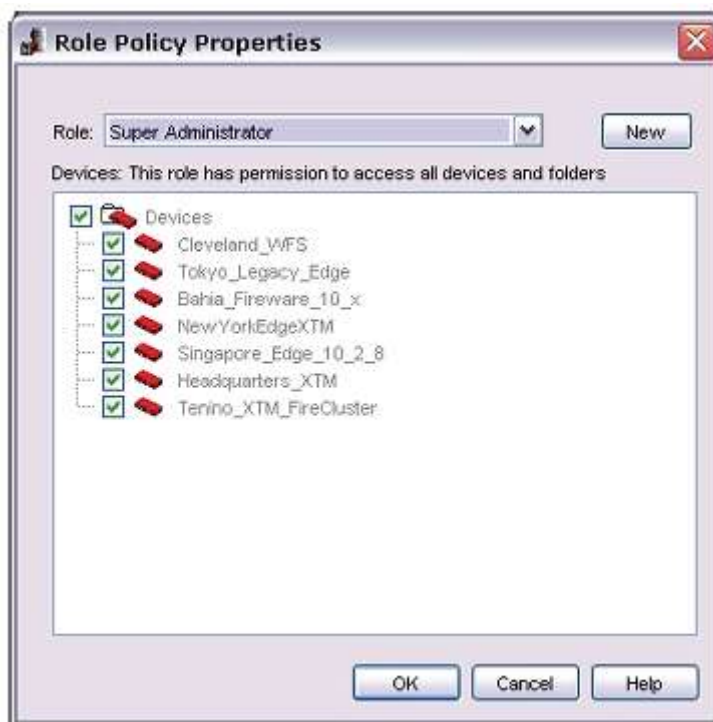 Role Policy Properties
Role: Super Administrator New
Devices: This role has permission to access all devices and folders
Devices
Cleveland_WFS
Tokyo_Legacy_Edge
Bahia_Fireware_10_x
NewYorkEdgeXTM
Singapore_Edge_10_2_8
Headquarters_XTM
Tenino_XTM_FireCluster
OK Cancel Help